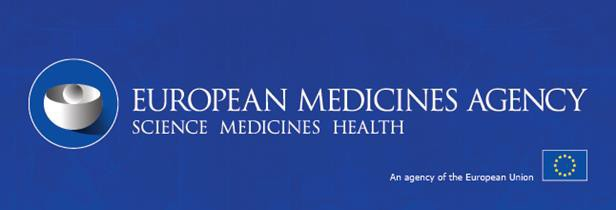 EUROPEAN MEDICINES AGENCY
SCIENCE MEDICINES HEALTH
An agency of the European Union